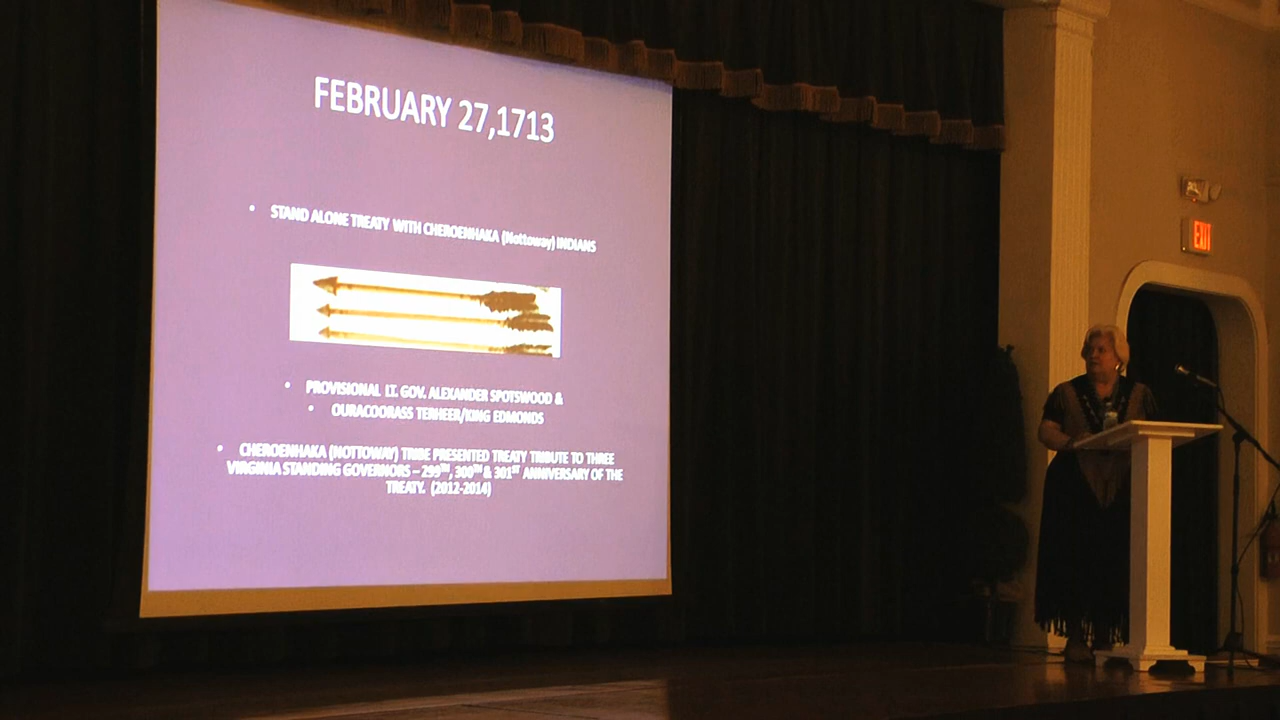 FEBRUARY 27,1713
• STAND ALONE TREATY WITH CHEROENHAKA (Nottoway) INDIANS
• PROVISIONAL LT. GOV. ALEXANDER SPOTSWOOD &
• OURACOORASS TERHEER/KING EDMONDS
• CHEROENHAKA (NOTTOWAY) TRIBE PRESENTED TREATY TRIBUTE TO THREE
VIRGINIA STANDING GOVERNORS – 299TH, 300TH & 301ST ANNIVERSARY OF THE
TREATY. (2012-2014)
EXIT